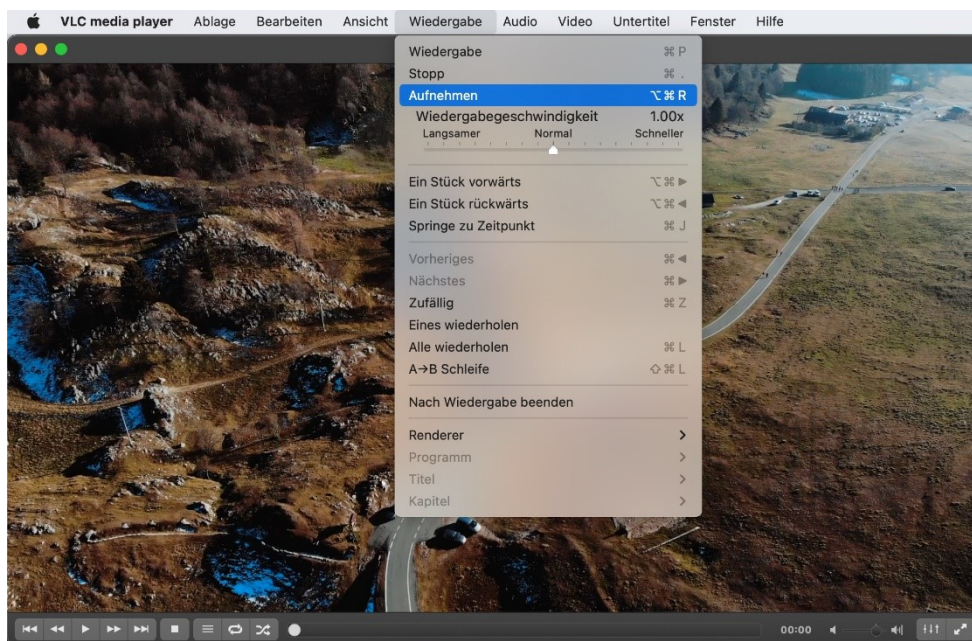 VLC media player Ablage Bearbeiten Ansicht Wiedergabe Audio Video Untertitel Fenster Hilfe
Wiedergabe ⌘ P
Stopp ⌘ .
Aufnehmen ⌥ ⌘ R
Wiedergabegeschwindigkeit 1.00x
Langsamer Normal Schneller
Ein Stück vorwärts ⌥ ⌘ ▶
Ein Stück rückwärts ⌥ ⌘ ◀
Springe zu Zeitpunkt ⌘ J
Vorheriges ⌘ ◀
Nächstes ⌘ ▶
Zufällig ⌘ Z
Eines wiederholen
Alle wiederholen ⌘ L
A→B Schleife ⇧ ⌘ L
Nach Wiedergabe beenden
Renderer >
Programm >
Titel >
Kapitel >
00:00